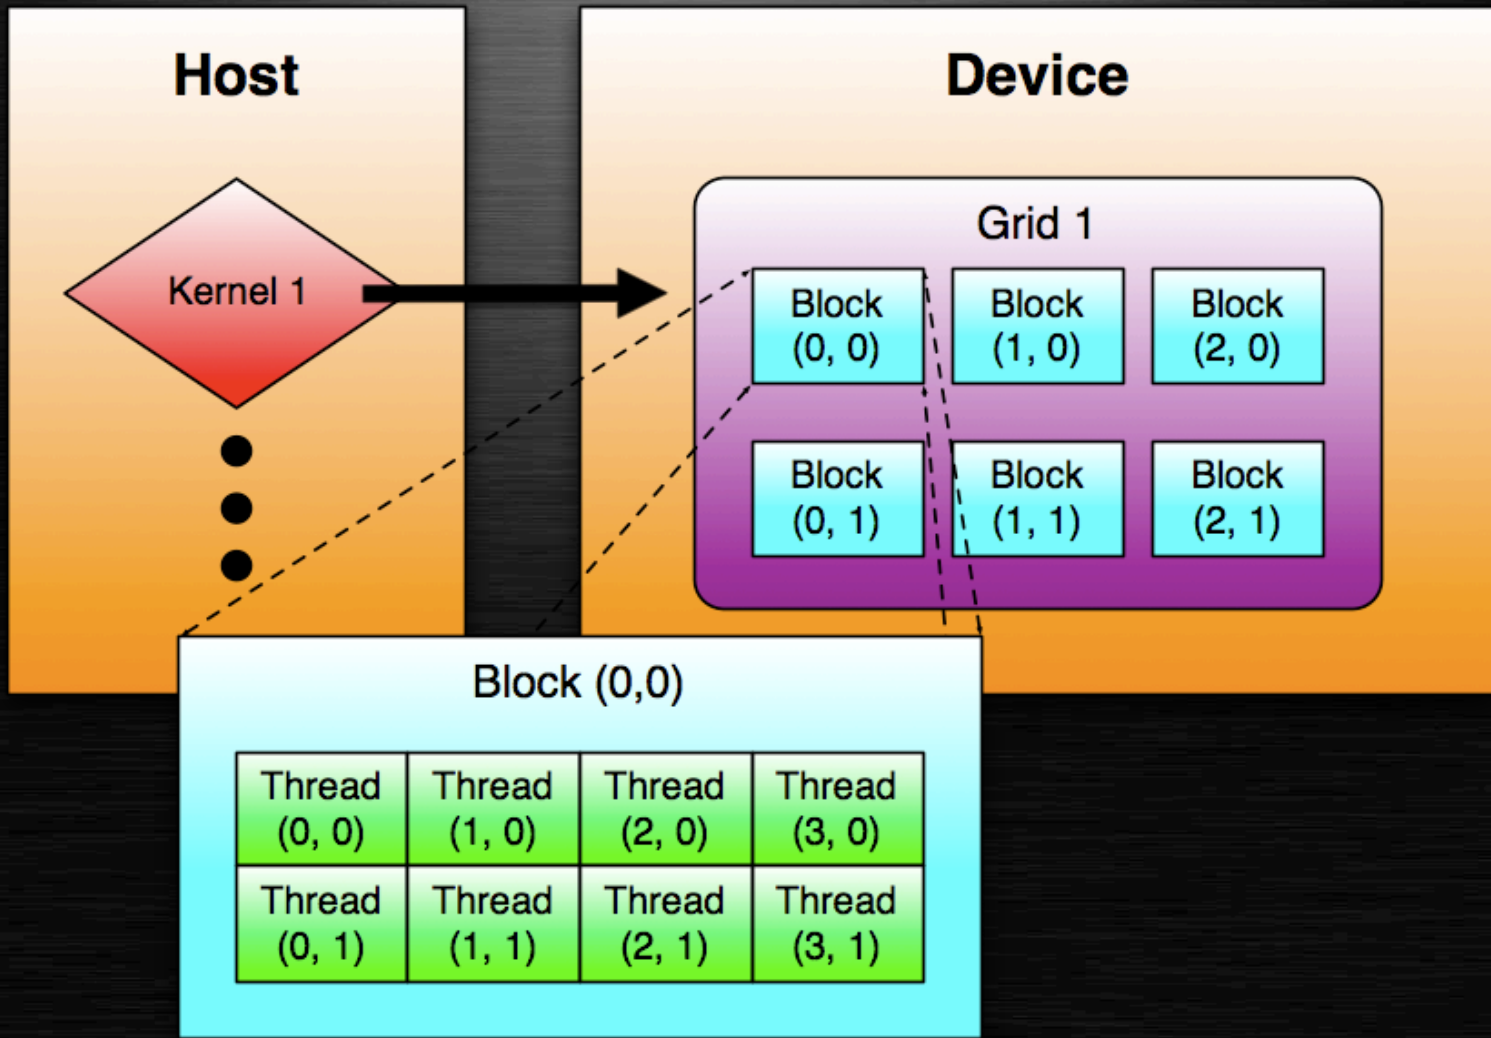 Host
Device
Kernel 1
Grid 1
Block
(0, 0)
Block
(1, 0)
Block
(2, 0)
Block
(0, 1)
Block
(1, 1)
Block
(2, 1)
Block (0,0)
Thread
(0, 0)
Thread
(1, 0)
Thread
(2, 0)
Thread
(3, 0)
Thread
(0, 1)
Thread
(1, 1)
Thread
(2, 1)
Thread
(3, 1)